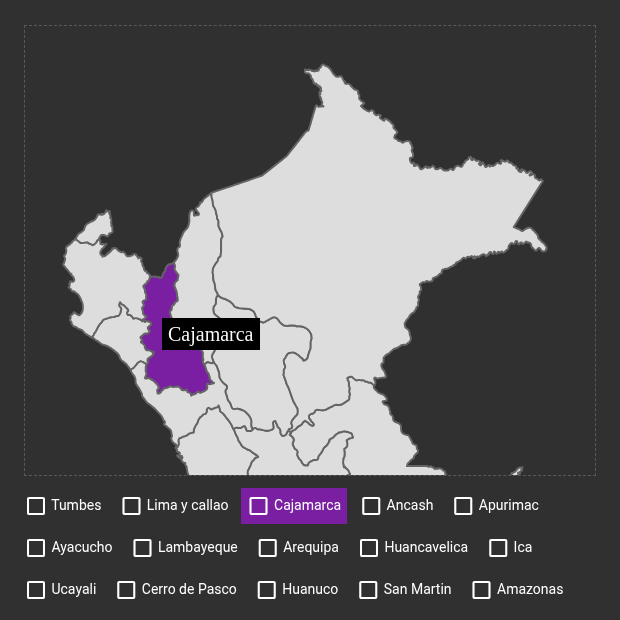 Cajamarca
Tumbes Lima y callao Cajamarca Ancash Apurimac
Ayacucho Lambayeque Arequipa Huancavelica Ica
Ucayali Cerro de Pasco Huanuco San Martin Amazonas